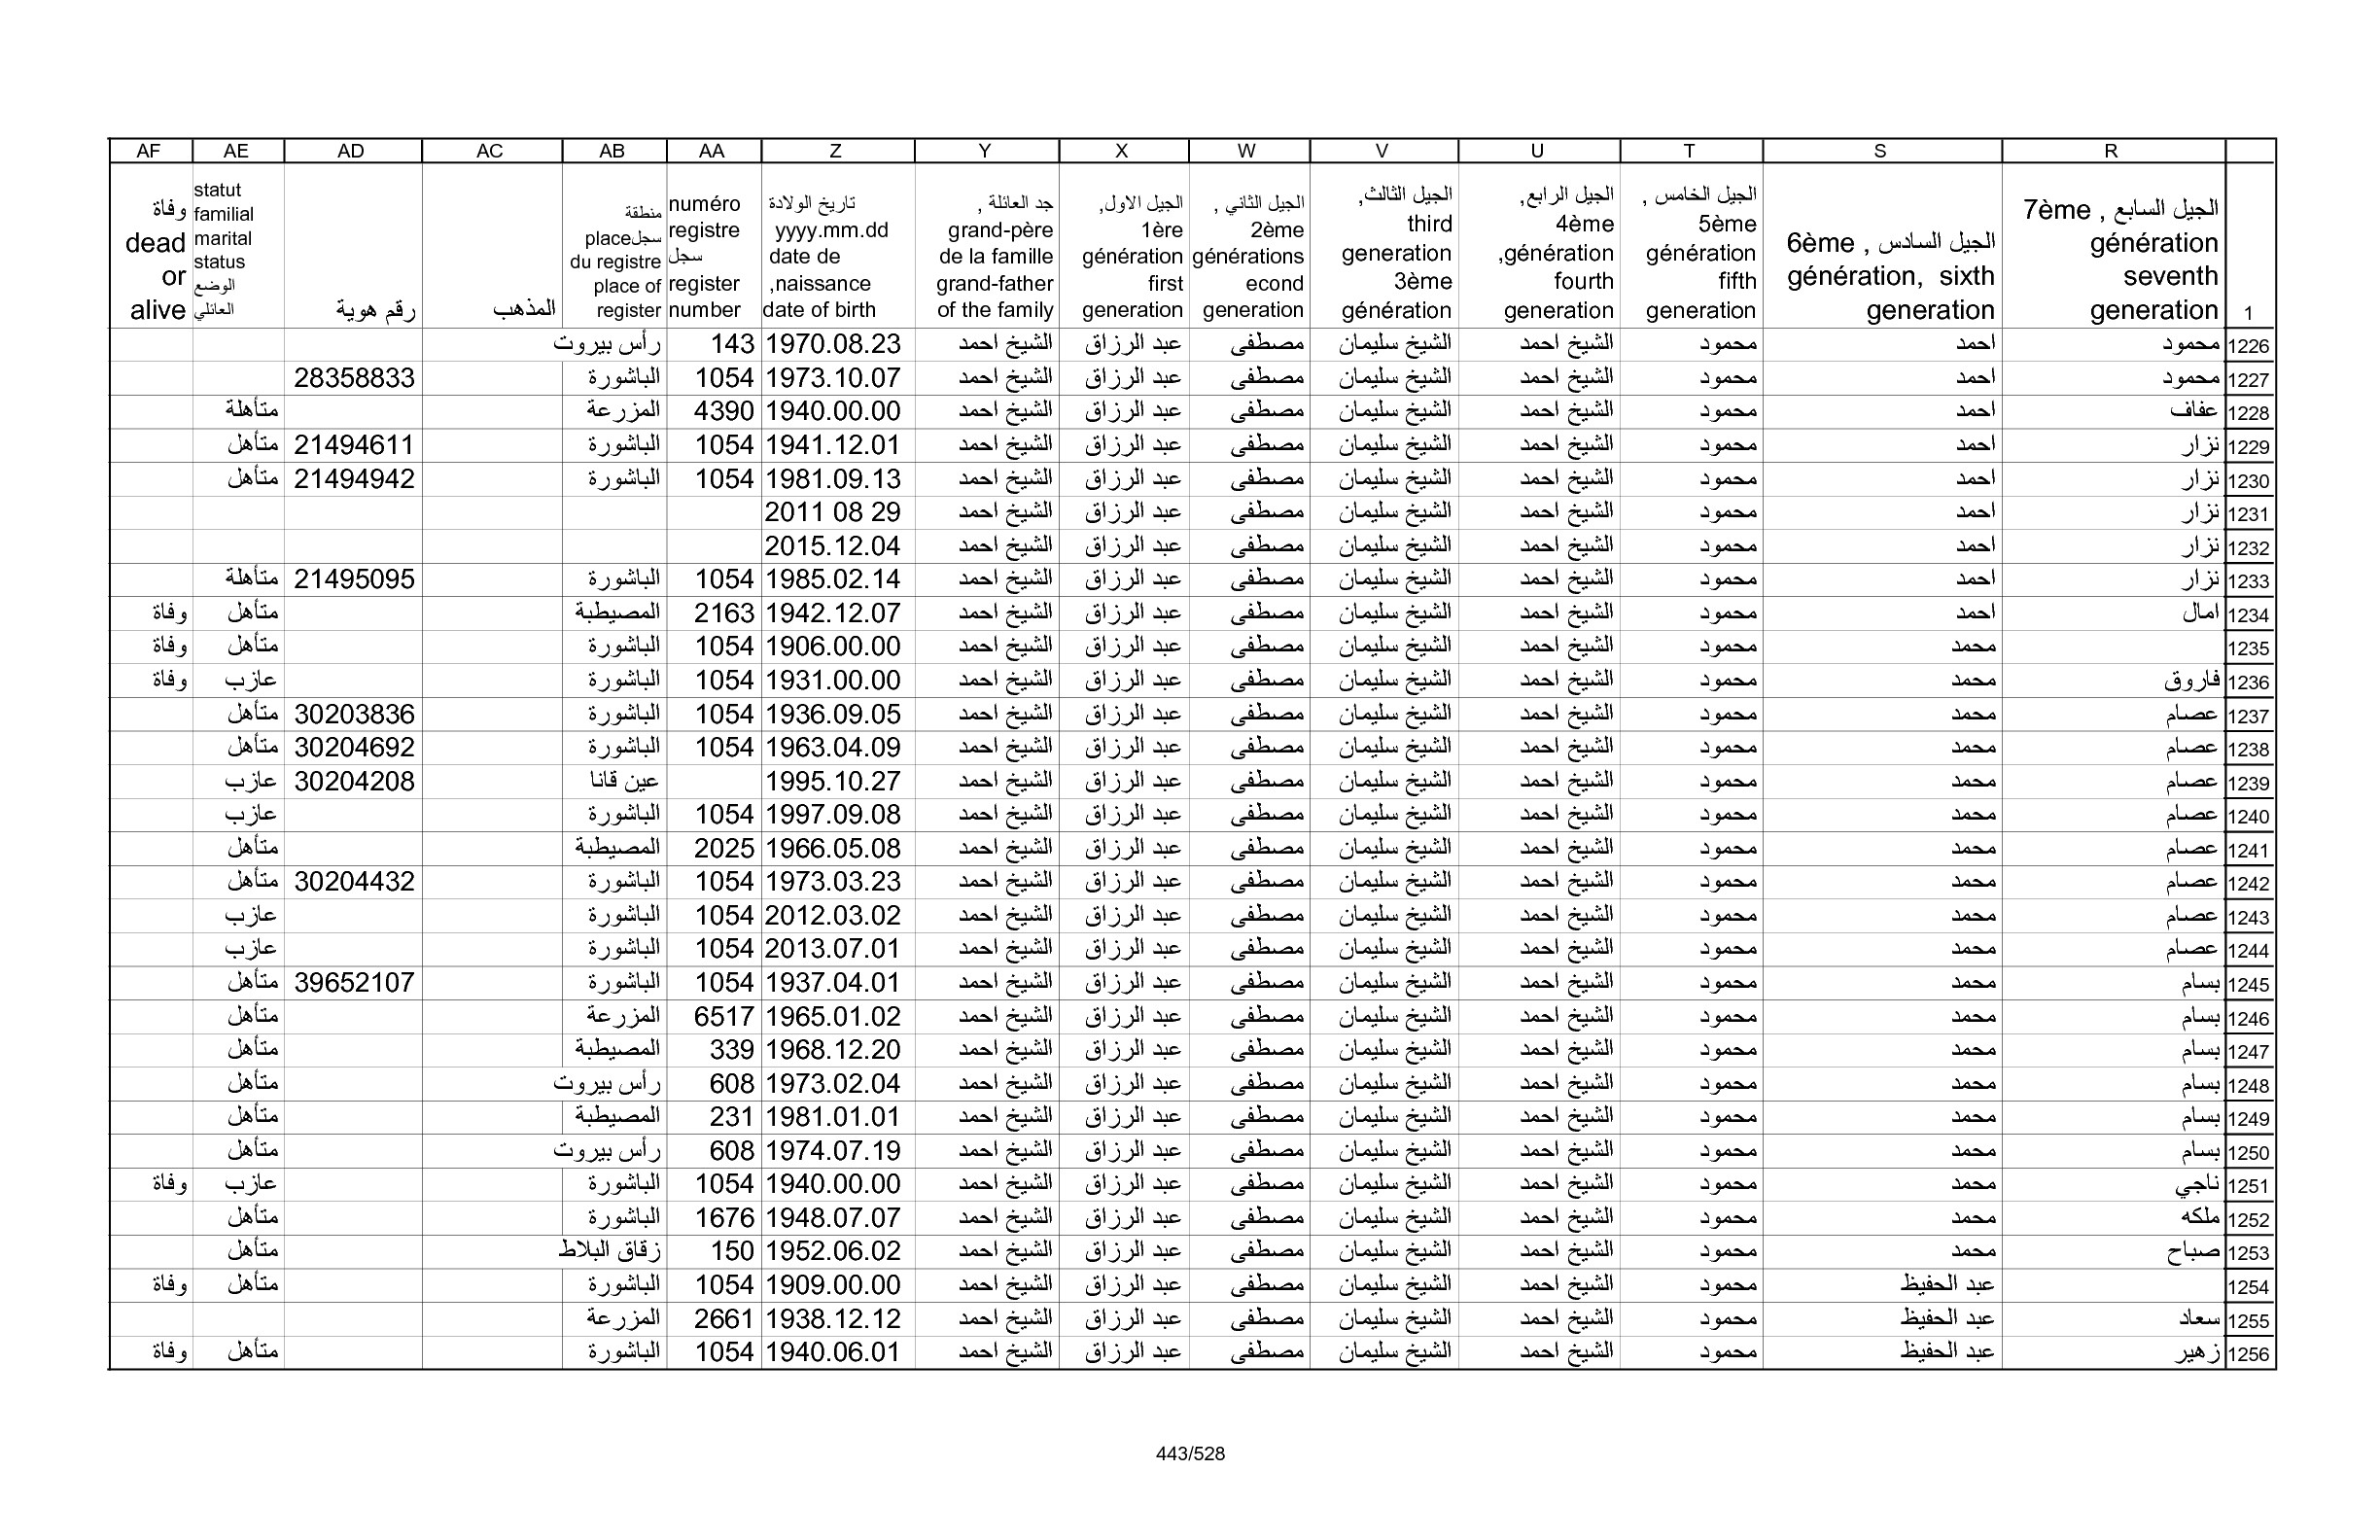 AF AE AD AC AB AA Z Y X W V U T S R
1 | الجيل السابع , 7ème génération seventh generation | الجيل السادس , 6ème génération, sixth generation | الجيل الخامس , 5ème génération fifth generation | الجيل الرابع, 4ème génération, fourth generation | الجيل الثالث, third generation 3ème génération | الجيل الثاني , 2ème générations econd generation | الجيل الاول, 1ère génération first generation | جد العائلة , grand-père de la famille grand-father of the family | تاريخ الولادة yyyy.mm.dd date de naissance, date of birth | numéro registre سجل register number | منطقة سجل place du registre place of register | المذهب | رقم هوية | statut familial marital status الوضع العائلي | وفاة dead or alive
1226 محمود احمد محمود الشيخ احمد الشيخ سليمان مصطفى عبد الرزاق الشيخ احمد 1970.08.23 143 رأس بيروت
1227 محمود احمد محمود الشيخ احمد الشيخ سليمان مصطفى عبد الرزاق الشيخ احمد 1973.10.07 1054 الباشورة 28358833
1228 عفاف احمد محمود الشيخ احمد الشيخ سليمان مصطفى عبد الرزاق الشيخ احمد 1940.00.00 4390 المزرعة متأهلة
1229 نزار احمد محمود الشيخ احمد الشيخ سليمان مصطفى عبد الرزاق الشيخ احمد 1941.12.01 1054 الباشورة 21494611 متأهل
1230 نزار احمد محمود الشيخ احمد الشيخ سليمان مصطفى عبد الرزاق الشيخ احمد 1981.09.13 1054 الباشورة 21494942 متأهل
1231 نزار احمد محمود الشيخ احمد الشيخ سليمان مصطفى عبد الرزاق الشيخ احمد 2011 08 29
1232 نزار احمد محمود الشيخ احمد الشيخ سليمان مصطفى عبد الرزاق الشيخ احمد 2015.12.04
1233 نزار احمد محمود الشيخ احمد الشيخ سليمان مصطفى عبد الرزاق الشيخ احمد 1985.02.14 1054 الباشورة 21495095 متأهلة
1234 امال احمد محمود الشيخ احمد الشيخ سليمان مصطفى عبد الرزاق الشيخ احمد 1942.12.07 2163 المصيطبة متأهل وفاة
1235 محمد محمود الشيخ احمد الشيخ سليمان مصطفى عبد الرزاق الشيخ احمد 1906.00.00 1054 الباشورة متأهل وفاة
1236 فاروق محمد محمود الشيخ احمد الشيخ سليمان مصطفى عبد الرزاق الشيخ احمد 1931.00.00 1054 الباشورة عازب وفاة
1237 عصام محمد محمود الشيخ احمد الشيخ سليمان مصطفى عبد الرزاق الشيخ احمد 1936.09.05 1054 الباشورة 30203836 متأهل
1238 عصام محمد محمود الشيخ احمد الشيخ سليمان مصطفى عبد الرزاق الشيخ احمد 1963.04.09 1054 الباشورة 30204692 متأهل
1239 عصام محمد محمود الشيخ احمد الشيخ سليمان مصطفى عبد الرزاق الشيخ احمد 1995.10.27 عين قانا 30204208 عازب
1240 عصام محمد محمود الشيخ احمد الشيخ سليمان مصطفى عبد الرزاق الشيخ احمد 1997.09.08 1054 الباشورة عازب
1241 عصام محمد محمود الشيخ احمد الشيخ سليمان مصطفى عبد الرزاق الشيخ احمد 1966.05.08 2025 المصيطبة متأهل
1242 عصام محمد محمود الشيخ احمد الشيخ سليمان مصطفى عبد الرزاق الشيخ احمد 1973.03.23 1054 الباشورة 30204432 متأهل
1243 عصام محمد محمود الشيخ احمد الشيخ سليمان مصطفى عبد الرزاق الشيخ احمد 2012.03.02 1054 الباشورة عازب
1244 عصام محمد محمود الشيخ احمد الشيخ سليمان مصطفى عبد الرزاق الشيخ احمد 2013.07.01 1054 الباشورة عازب
1245 بسام محمد محمود الشيخ احمد الشيخ سليمان مصطفى عبد الرزاق الشيخ احمد 1937.04.01 1054 الباشورة 39652107 متأهل
1246 بسام محمد محمود الشيخ احمد الشيخ سليمان مصطفى عبد الرزاق الشيخ احمد 1965.01.02 6517 المزرعة متأهل
1247 بسام محمد محمود الشيخ احمد الشيخ سليمان مصطفى عبد الرزاق الشيخ احمد 1968.12.20 339 المصيطبة متأهل
1248 بسام محمد محمود الشيخ احمد الشيخ سليمان مصطفى عبد الرزاق الشيخ احمد 1973.02.04 608 رأس بيروت متأهل
1249 بسام محمد محمود الشيخ احمد الشيخ سليمان مصطفى عبد الرزاق الشيخ احمد 1981.01.01 231 المصيطبة متأهل
1250 بسام محمد محمود الشيخ احمد الشيخ سليمان مصطفى عبد الرزاق الشيخ احمد 1974.07.19 608 رأس بيروت متأهل
1251 ناجي محمد محمود الشيخ احمد الشيخ سليمان مصطفى عبد الرزاق الشيخ احمد 1940.00.00 1054 الباشورة عازب وفاة
1252 ملكه محمد محمود الشيخ احمد الشيخ سليمان مصطفى عبد الرزاق الشيخ احمد 1948.07.07 1676 الباشورة متأهل
1253 صباح محمد محمود الشيخ احمد الشيخ سليمان مصطفى عبد الرزاق الشيخ احمد 1952.06.02 150 زقاق البلاط متأهل
1254 عبد الحفيظ محمود الشيخ احمد الشيخ سليمان مصطفى عبد الرزاق الشيخ احمد 1909.00.00 1054 الباشورة متأهل وفاة
1255 سعاد عبد الحفيظ محمود الشيخ احمد الشيخ سليمان مصطفى عبد الرزاق الشيخ احمد 1938.12.12 2661 المزرعة
1256 زهير عبد الحفيظ محمود الشيخ احمد الشيخ سليمان مصطفى عبد الرزاق الشيخ احمد 1940.06.01 1054 الباشورة متأهل وفاة
443/528